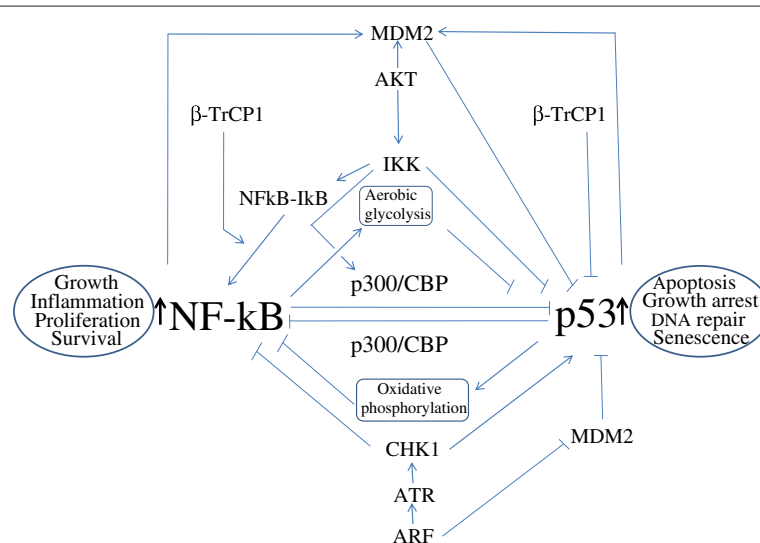 MDM2
AKT
β-TrCP1
β-TrCP1
IKK
NFkB-IkB
Aerobic
glycolysis
p300/CBP
Growth
Inflammation
Proliferation
Survival
NF-kB
p53
Apoptosis
Growth arrest
DNA repair
Senescence
p300/CBP
Oxidative
phosphorylation
CHK1
MDM2
ATR
ARF